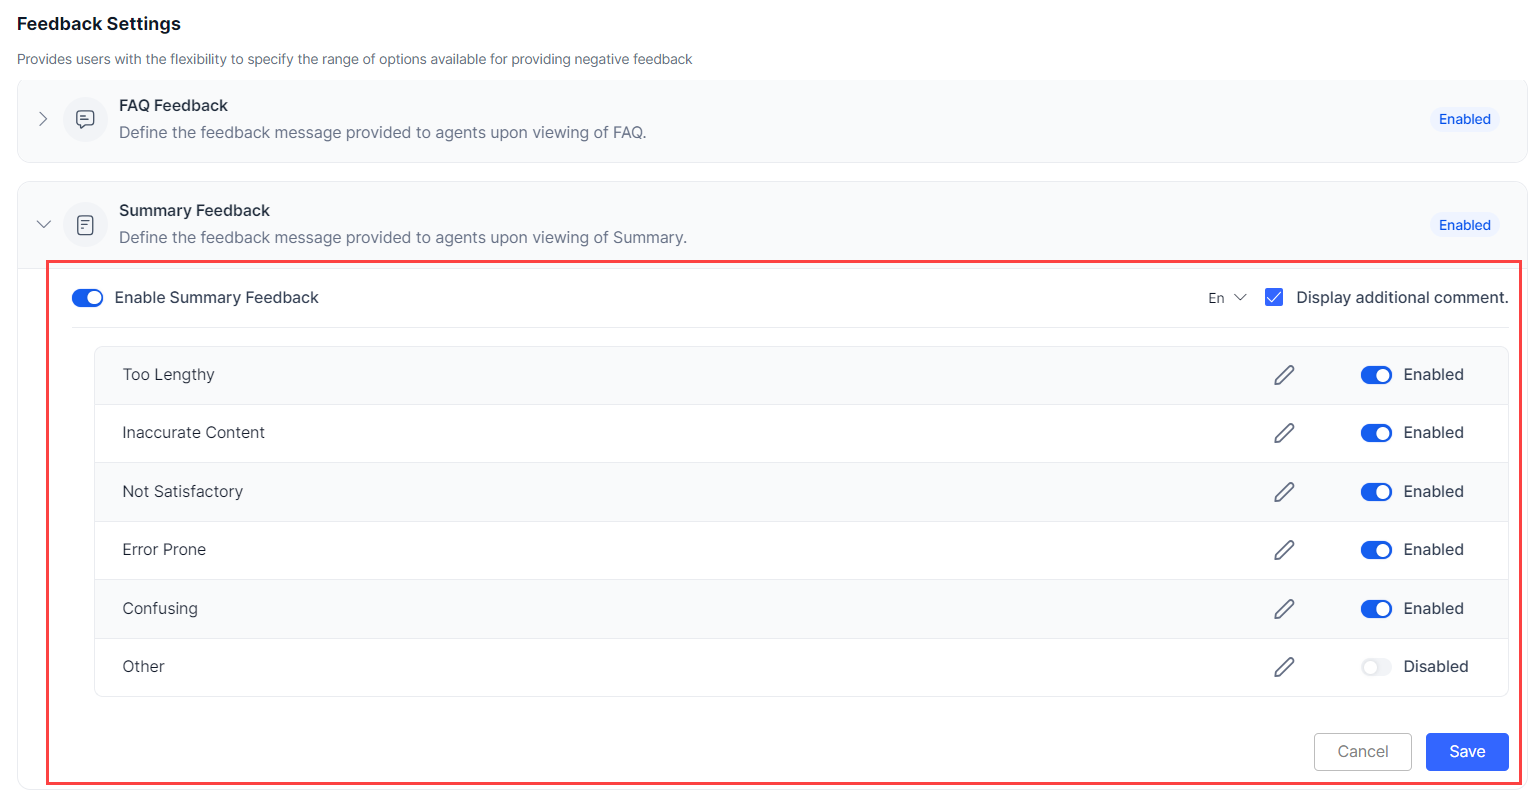 Feedback Settings
Provides users with the flexibility to specify the range of options available for providing negative feedback
FAQ Feedback
Define the feedback message provided to agents upon viewing of FAQ.
Enabled
Summary Feedback
Define the feedback message provided to agents upon viewing of Summary.
Enabled
Enable Summary Feedback En Display additional comment.
Too Lengthy Enabled
Inaccurate Content Enabled
Not Satisfactory Enabled
Error Prone Enabled
Confusing Enabled
Other Disabled
Cancel Save